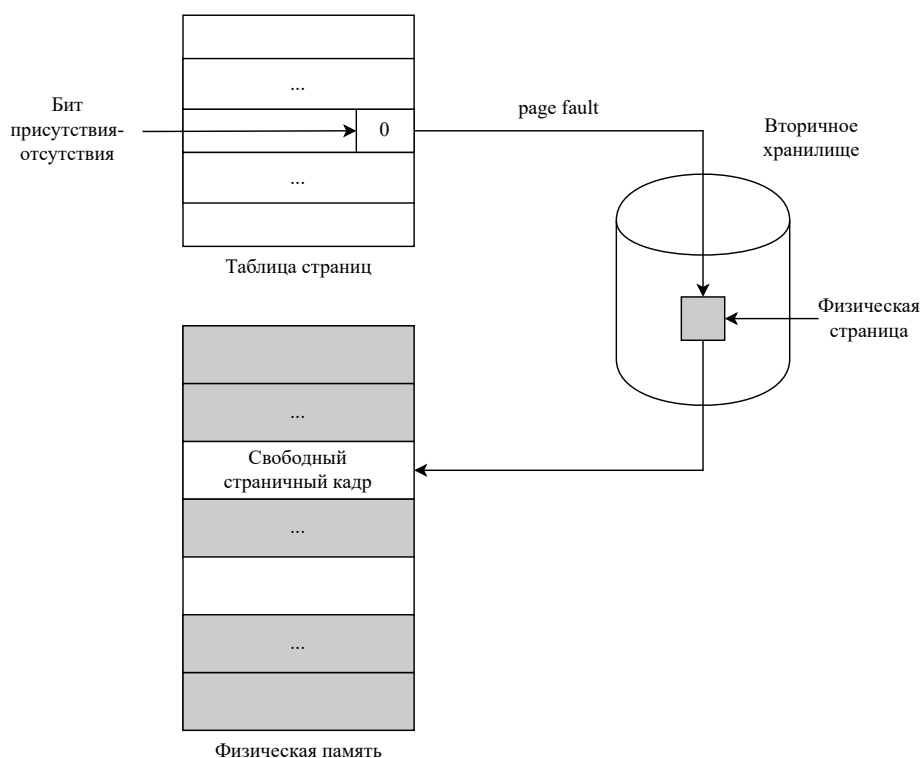 ...
Бит
присутствия-
отсутствия
0
page fault
Вторичное
хранилище
...
Таблица страниц
Физическая
страница
...
Свободный
страничный кадр
...
...
Физическая память